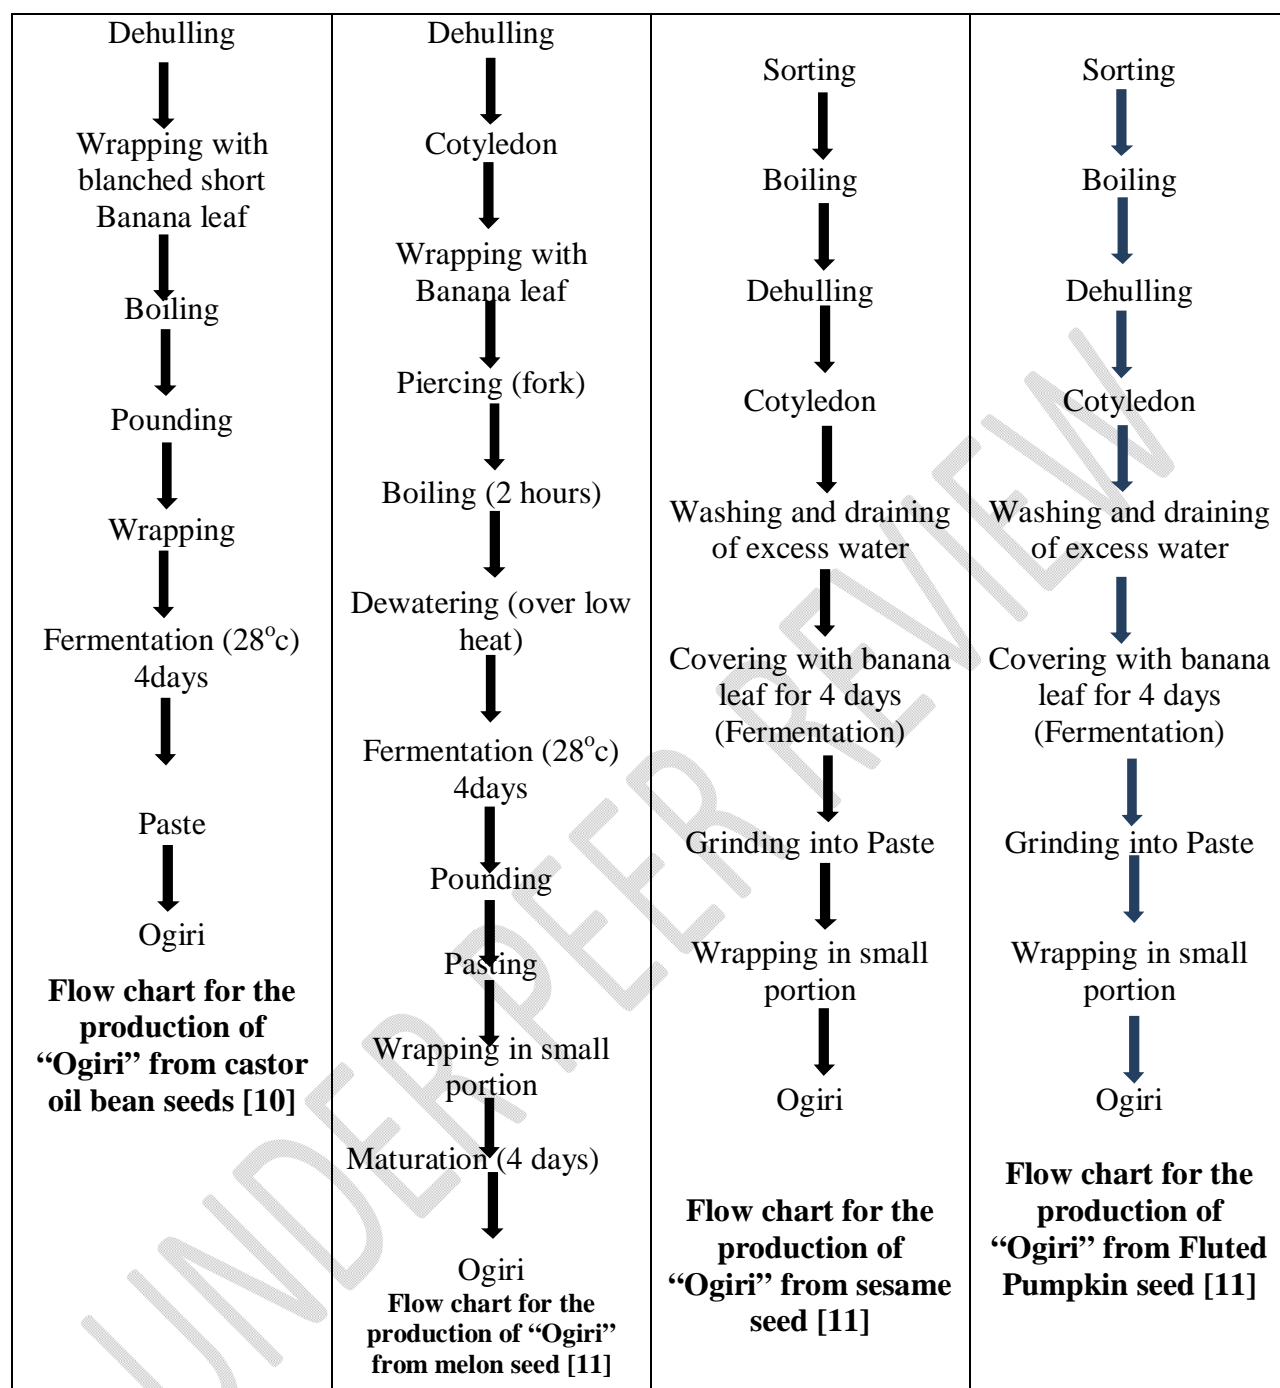 Dehulling
Wrapping with
blanched short
Banana leaf
Boiling
Pounding
Wrapping
Fermentation (28°c)
4days
Paste
Ogiri
Flow chart for the
production of
“Ogiri” from castor
oil bean seeds [10]
Dehulling
Cotyledon
Wrapping with
Banana leaf
Piercing (fork)
Boiling (2 hours)
Dewatering (over low
heat)
Fermentation (28°c)
4days
Pounding
Pasting
Wrapping in small
portion
Maturation (4 days)
Ogiri
Flow chart for the
production of “Ogiri”
from melon seed [11]
Sorting
Boiling
Dehulling
Cotyledon
Washing and draining
of excess water
Covering with banana
leaf for 4 days
(Fermentation)
Grinding into Paste
Wrapping in small
portion
Ogiri
Flow chart for the
production of
“Ogiri” from sesame
seed [11]
Sorting
Boiling
Dehulling
Cotyledon
Washing and draining
of excess water
Covering with banana
leaf for 4 days
(Fermentation)
Grinding into Paste
Wrapping in small
portion
Ogiri
Flow chart for the
production of
“Ogiri” from Fluted
Pumpkin seed [11]
UNDER PEER REVIEW